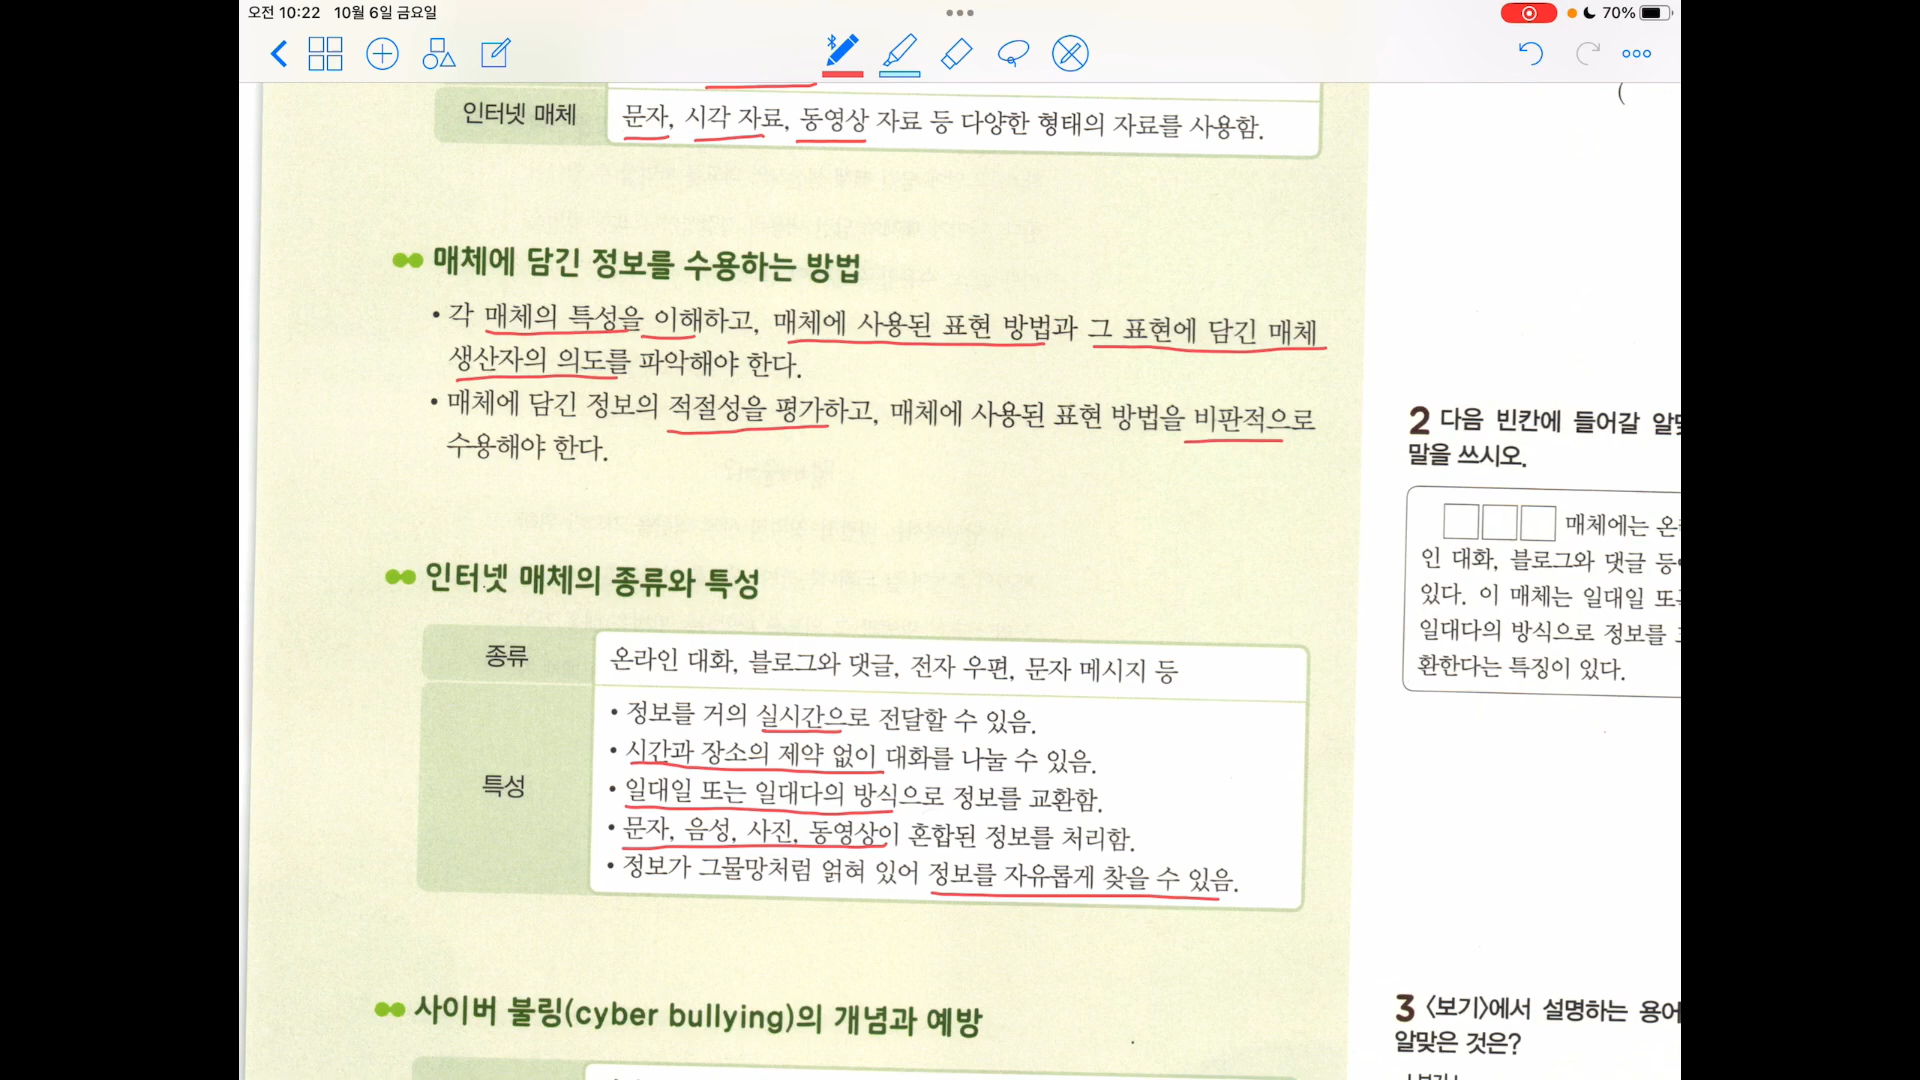 오전 10:22 10월 6일 금요일
70%
인터넷 매체
문자, 시각 자료, 동영상 자료 등 다양한 형태의 자료를 사용함.
(
매체에 담긴 정보를 수용하는 방법
• 각 매체의 특성을 이해하고, 매체에 사용된 표현 방법과 그 표현에 담긴 매체
생산자의 의도를 파악해야 한다.
• 매체에 담긴 정보의 적절성을 평가하고, 매체에 사용된 표현 방법을 비판적으로
수용해야 한다.
인터넷 매체의 종류와 특성
종류
온라인 대화, 블로그와 댓글, 전자 우편, 문자 메시지 등
특성
• 정보를 거의 실시간으로 전달할 수 있음.
• 시간과 장소의 제약 없이 대화를 나눌 수 있음.
• 일대일 또는 일대다의 방식으로 정보를 교환함.
• 문자, 음성, 사진, 동영상이 혼합된 정보를 처리함.
• 정보가 그물망처럼 얽혀 있어 정보를 자유롭게 찾을 수 있음.
사이버 불링(cyber bullying)의 개념과 예방
2 다음 빈칸에 들어갈
말을 쓰시오.
매체에는
인 대화, 블로그와 댓글
있다. 이 매체는 일대일
일대다의 방식으로 정보를
환한다는 특징이 있다.
3 〈보기〉에서 설명하는
알맞은 것은?